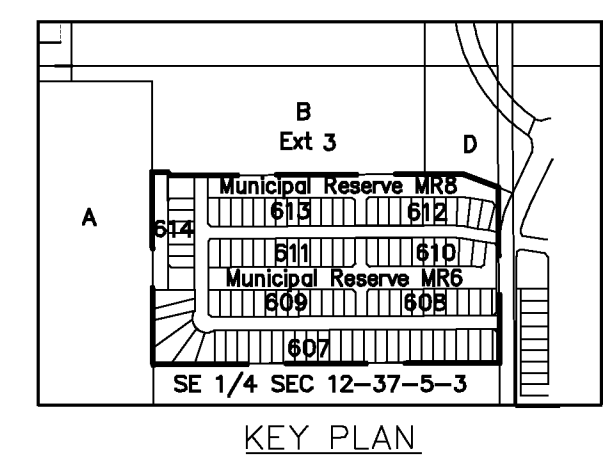 B
Ext 3
D
A
Municipal Reserve MR8
613 612
614
611 610
Municipal Reserve MR6
609 608
607
SE 1/4 SEC 12-37-5-3
KEY PLAN